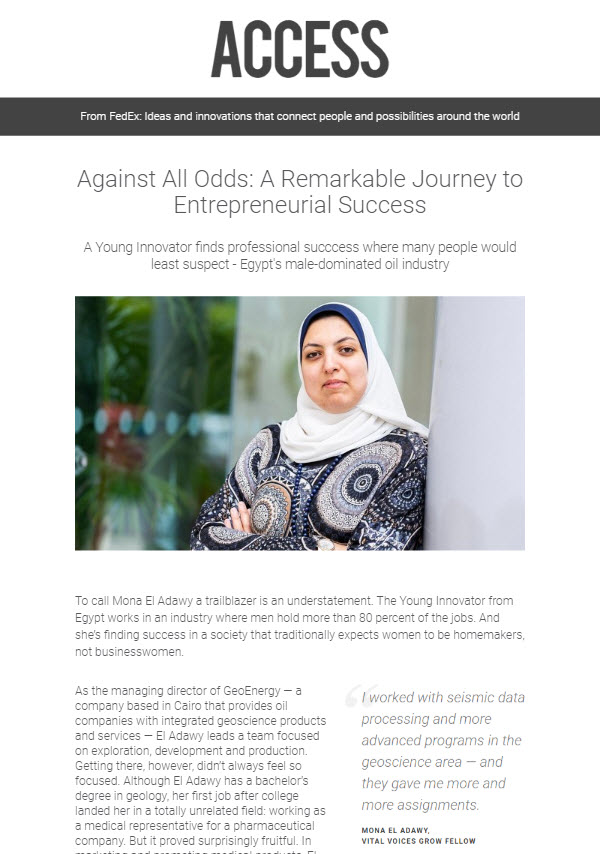 ACCESS
From FedEx: Ideas and innovations that connect people and possibilities around the world
Against All Odds: A Remarkable Journey to
Entrepreneurial Success
A Young Innovator finds professional succcess where many people would
least suspect - Egypt's male-dominated oil industry
To call Mona El Adawy a trailblazer is an understatement. The Young Innovator from
Egypt works in an industry where men hold more than 80 percent of the jobs. And
she's finding success in a society that traditionally expects women to be homemakers,
not businesswomen.
As the managing director of GeoEnergy — a
company based in Cairo that provides oil
companies with integrated geoscience products
and services — El Adawy leads a team focused
on exploration, development and production.
Getting there, however, didn't always feel so
focused. Although El Adawy has a bachelor's
degree in geology, her first job after college
landed her in a totally unrelated field: working as
a medical representative for a pharmaceutical
company. But it proved surprisingly fruitful. In
marketing and promoting medical products, El
“
I worked with seismic data
processing and more
advanced programs in the
geoscience area — and
they gave me more and
more assignments.
MONA EL ADAWY,
VITAL VOICES GROW FELLOW